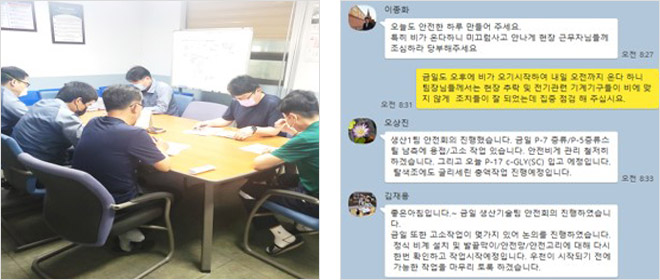 이종화
오늘도 안전한 하루 만들어 주세요.
특히 비가 온다하니 미끄럼사고 안나게 현장 근무자님들께
조심하라 당부해주세요
오전 8:27
금일도 오후에 비가 오기시작하여 내일 오전까지 온다 하니
팀장님들께서는 현장 추락 및 전기관련 기계기구들이 비에 맞
지 않게 조치들이 잘 되었는데 집중 점검 해 주십시요.
오전 8:31
오상진
생산1팀 안전회의 진행했습니다. 금일 P-7 증류/P-5증류스
틸 남측에 용접/고소 작업 있습니다. 안전비계 관리 철저히
하겠습니다. 그리고 오늘 P-17 c-GLY(SC) 입고 예정입니다.
탈색조에도 글리세린 충액작업 진행예정입니다.
오전 8:33
김재용
좋은아침입니다.~ 금일 생산기술팀 안전회의 진행하였습니
다.
금일 또한 고소작업이 몇가지 있어 논의를 진행하였습니다.
정식 비계 설치 및 발끝막이/안전망/안전고리에 대해 다시
한번 확인하고 작업시작예정입니다. 우천이 시작되기 전에
가능한 작업을 마무리 토록 하겠습니다.